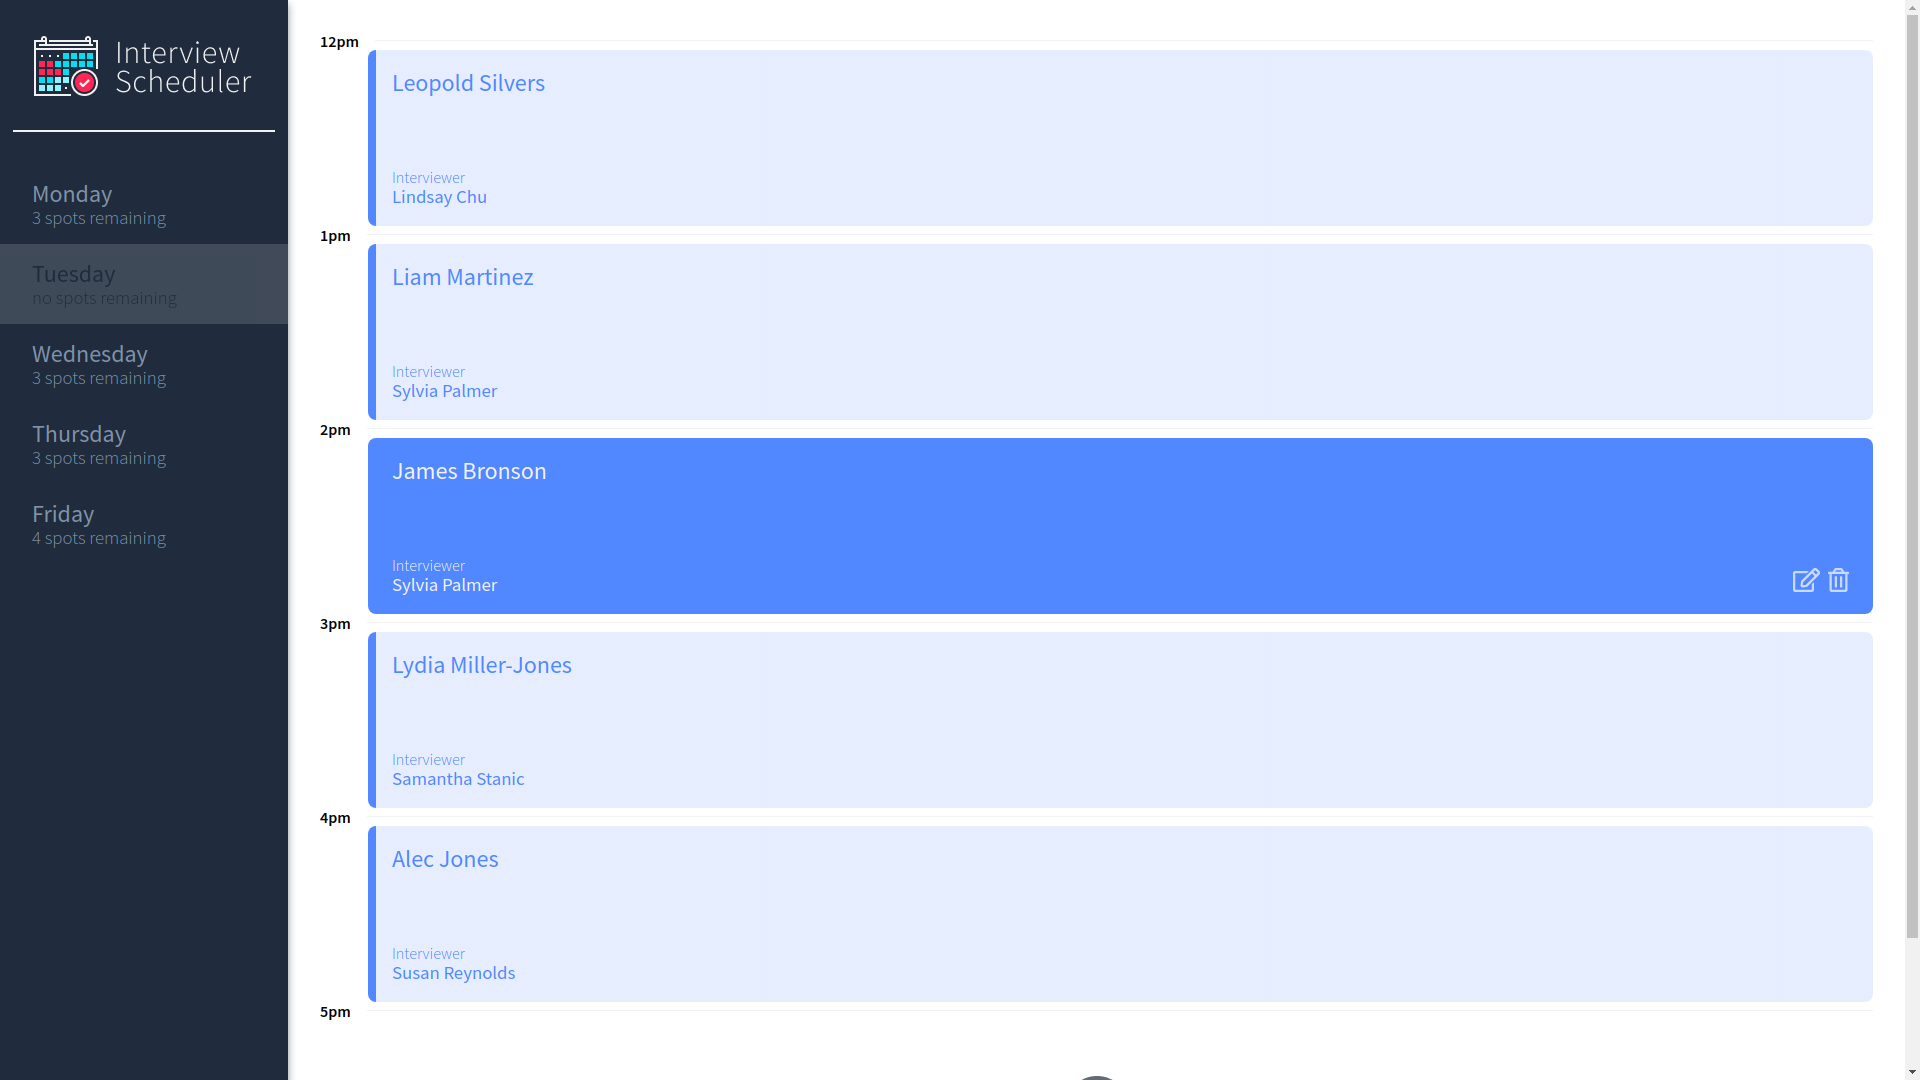 Interview
Scheduler
Monday
3 spots remaining
Tuesday
no spots remaining
Wednesday
3 spots remaining
Thursday
3 spots remaining
Friday
4 spots remaining
12pm
Leopold Silvers
Interviewer
Lindsay Chu
1pm
Liam Martinez
Interviewer
Sylvia Palmer
2pm
James Bronson
Interviewer
Sylvia Palmer
3pm
Lydia Miller-Jones
Interviewer
Samantha Stanic
4pm
Alec Jones
Interviewer
Susan Reynolds
5pm